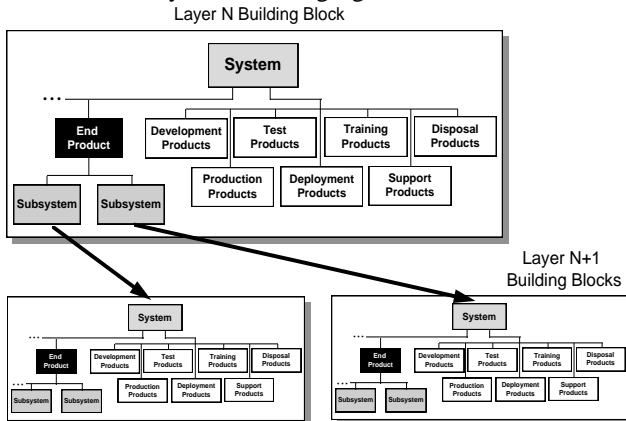 Layer N Building Block
System
...
End
Product
Development
Products
Test
Products
Training
Products
Disposal
Products
Production
Products
Deployment
Products
Support
Products
Subsystem
Subsystem
Layer N+1
Building Blocks
System
...
End
Product
Development
Products
Test
Products
Training
Products
Disposal
Products
Production
Products
Deployment
Products
Support
Products
...
Subsystem
Subsystem
System
...
End
Product
Development
Products
Test
Products
Training
Products
Disposal
Products
Production
Products
Deployment
Products
Support
Products
...
Subsystem
Subsystem